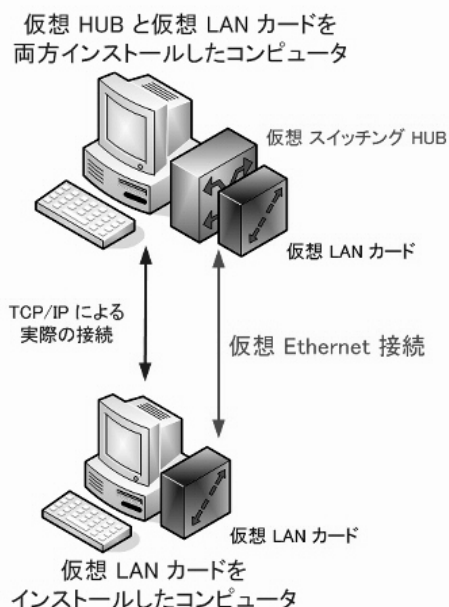 仮想 HUB と仮想 LAN カードを
両方インストールしたコンピュータ
仮想 スイッチング HUB
仮想 LAN カード
TCP/IP による
実際の接続
仮想 Ethernet 接続
仮想 LAN カード
仮想 LAN カードを
インストールしたコンピュータ